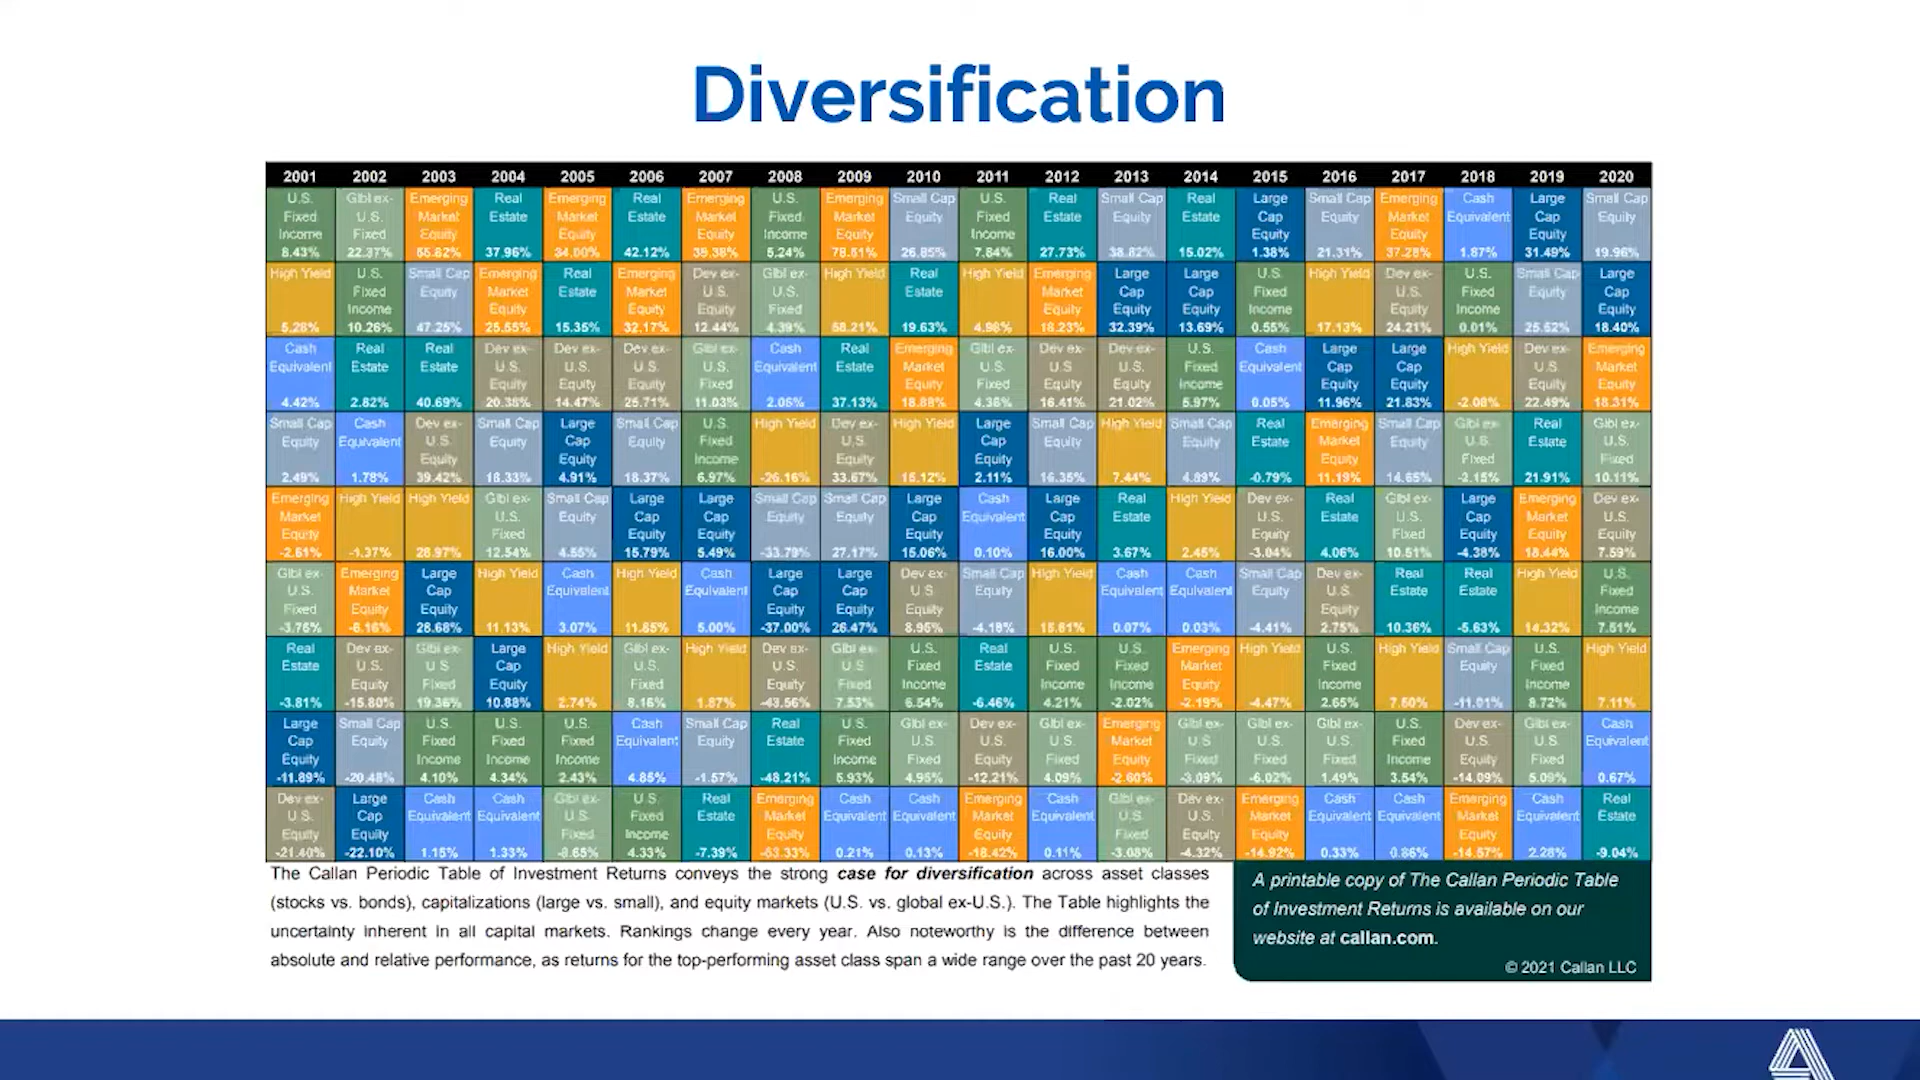 Diversification
2001 2002 2003 2004 2005 2006 2007 2008 2009 2010 2011 2012 2013 2014 2015 2016 2017 2018 2019 2020
U.S. Fixed Income 8.43%
Glbl ex-U.S. Fixed 22.37%
Emerging Market Equity 55.82%
Real Estate 37.96%
Emerging Market Equity 34.00%
Real Estate 42.12%
Emerging Market Equity 39.38%
U.S. Fixed Income 5.24%
Emerging Market Equity 78.51%
Small Cap Equity 26.85%
U.S. Fixed Income 7.84%
Real Estate 27.73%
Small Cap Equity 38.82%
Real Estate 15.02%
Large Cap Equity 1.38%
Small Cap Equity 21.31%
Emerging Market Equity 37.28%
Cash Equivalent 1.87%
Large Cap Equity 31.49%
Small Cap Equity 19.96%
High Yield 5.28%
U.S. Fixed Income 10.26%
Small Cap Equity 47.25%
Emerging Market Equity 25.55%
Real Estate 15.35%
Emerging Market Equity 32.17%
Dev ex-U.S. Equity 12.44%
Glbl ex-U.S. Fixed 4.39%
High Yield 58.21%
Real Estate 19.63%
High Yield 4.98%
Emerging Market Equity 18.23%
Large Cap Equity 32.39%
Large Cap Equity 13.69%
U.S. Fixed Income 0.55%
High Yield 17.13%
Dev ex-U.S. Equity 24.21%
U.S. Fixed Income 0.01%
Small Cap Equity 25.52%
Large Cap Equity 18.40%
Cash Equivalent 4.42%
Real Estate 2.82%
Real Estate 40.69%
Dev ex-U.S. Equity 20.38%
Dev ex-U.S. Equity 14.47%
Dev ex-U.S. Equity 25.71%
Glbl ex-U.S. Fixed 11.03%
Cash Equivalent 2.06%
Real Estate 37.13%
Emerging Market Equity 18.88%
Glbl ex-U.S. Fixed 4.36%
Dev ex-U.S Equity 16.41%
Dev ex-U.S. Equity 21.02%
U.S. Fixed Income 5.97%
Cash Equivalent 0.05%
Large Cap Equity 11.96%
Large Cap Equity 21.83%
High Yield -2.08%
Dev ex-U.S. Equity 22.49%
Emerging Market Equity 18.31%
Small Cap Equity 2.49%
Cash Equivalent 1.78%
Dev ex-U.S. Equity 39.42%
Small Cap Equity 18.33%
Large Cap Equity 4.91%
Small Cap Equity 18.37%
U.S. Fixed Income 6.97%
High Yield -26.16%
Dev ex-U.S. Equity 33.67%
High Yield 15.12%
Large Cap Equity 2.11%
Small Cap Equity 16.35%
High Yield 7.44%
Small Cap Equity 4.89%
Real Estate -0.79%
Emerging Market Equity 11.19%
Small Cap Equity 14.65%
Glbl ex-U.S. Fixed -2.15%
Real Estate 21.91%
Glbl ex-U.S. Fixed 10.11%
Emerging Market Equity -2.61%
High Yield -1.37%
High Yield 28.97%
Glbl ex-U.S. Fixed 12.54%
Small Cap Equity 4.55%
Large Cap Equity 15.79%
Large Cap Equity 5.49%
Small Cap Equity -33.79%
Small Cap Equity 27.17%
Large Cap Equity 15.06%
Cash Equivalent 0.10%
Large Cap Equity 16.00%
Real Estate 3.67%
High Yield 2.45%
Dev ex-U.S. Equity -3.04%
Real Estate 4.06%
Glbl ex-U.S. Fixed 10.51%
Large Cap Equity -4.38%
Emerging Market Equity 18.44%
Dev ex-U.S. Equity 7.59%
Glbl ex-U.S. Fixed -3.75%
Emerging Market Equity -6.16%
Large Cap Equity 28.68%
High Yield 11.13%
Cash Equivalent 3.07%
High Yield 11.85%
Cash Equivalent 5.00%
Large Cap Equity -37.00%
Large Cap Equity 26.47%
Dev ex-U.S Equity 8.95%
Small Cap Equity -4.18%
High Yield 15.81%
Cash Equivalent 0.07%
Cash Equivalent 0.03%
Small Cap Equity -4.41%
Dev ex-U.S. Equity 2.75%
Real Estate 10.36%
Real Estate -5.63%
High Yield 14.32%
U.S. Fixed Income 7.51%
Real Estate -3.81%
Dev ex-U.S. Equity -15.80%
Glbl ex-U.S Fixed 19.36%
Large Cap Equity 10.88%
High Yield 2.74%
Glbl ex-U.S. Fixed 8.16%
High Yield 1.87%
Dev ex-U.S. Equity -43.56%
Glbl ex-U.S Fixed 7.53%
U.S. Fixed Income 6.54%
Real Estate -6.46%
U.S. Fixed Income 4.21%
U.S. Fixed Income -2.02%
Emerging Market Equity -2.19%
High Yield -4.47%
U.S. Fixed Income 2.65%
High Yield 7.50%
Small Cap Equity -11.01%
U.S. Fixed Income 8.72%
High Yield 7.11%
Large Cap Equity -11.89%
Small Cap Equity -20.48%
U.S. Fixed Income 4.10%
U.S. Fixed Income 4.34%
U.S. Fixed Income 2.43%
Cash Equivalent 4.85%
Small Cap Equity -1.57%
Real Estate -48.21%
U.S. Fixed Income 5.93%
Glbl ex-U.S. Fixed 4.95%
Dev ex-U.S. Equity -12.21%
Glbl ex-U.S. Fixed 4.09%
Emerging Market Equity -2.60%
Glbl ex-U.S Fixed -3.09%
Glbl ex-U.S. Fixed -6.02%
Glbl ex-U.S. Fixed 1.49%
U.S. Fixed Income 3.54%
Dev ex-U.S. Equity -14.09%
Glbl ex-U.S. Fixed 5.09%
Cash Equivalent 0.67%
Dev ex-U.S. Equity -21.40%
Large Cap Equity -22.10%
Cash Equivalent 1.15%
Cash Equivalent 1.33%
Glbl ex-U.S. Fixed -8.65%
U.S. Fixed Income 4.33%
Real Estate -7.39%
Emerging Market Equity -53.33%
Cash Equivalent 0.21%
Cash Equivalent 0.13%
Emerging Market Equity -18.42%
Cash Equivalent 0.11%
Glbl ex-U.S. Fixed -3.08%
Dev ex-U.S. Equity -4.32%
Emerging Market Equity -14.92%
Cash Equivalent 0.33%
Cash Equivalent 0.86%
Emerging Market Equity -14.57%
Cash Equivalent 2.28%
Real Estate -9.04%
The Callan Periodic Table of Investment Returns conveys the strong case for diversification across asset classes
(stocks vs. bonds), capitalizations (large vs. small), and equity markets (U.S. vs. global ex-U.S.). The Table highlights the
uncertainty inherent in all capital markets. Rankings change every year. Also noteworthy is the difference between
absolute and relative performance, as returns for the top-performing asset class span a wide range over the past 20 years.
A printable copy of The Callan Periodic Table
of Investment Returns is available on our
website at callan.com.
© 2021 Callan LLC